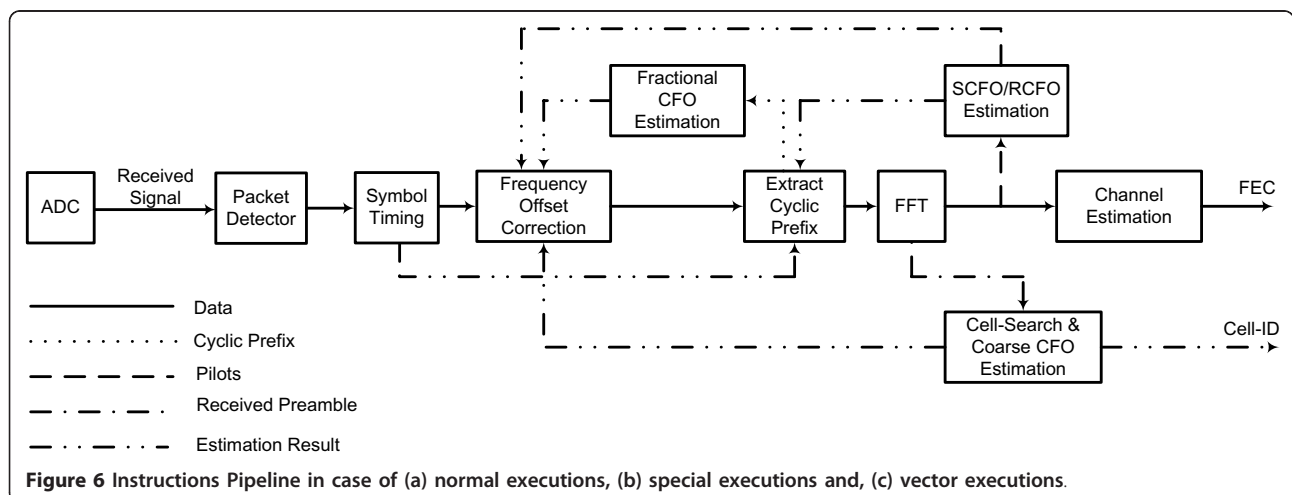 Fractional
CFO
Estimation
SCFO/RCFO
Estimation
ADC
Received
Signal
Packet
Detector
Symbol
Timing
Frequency
Offset
Correction
Extract
Cyclic
Prefix
FFT
Channel
Estimation
FEC
Data
Cyclic Prefix
Pilots
Received Preamble
Estimation Result
Cell-Search &
Coarse CFO
Estimation
Cell-ID
Figure 6 Instructions Pipeline in case of (a) normal executions, (b) special executions and, (c) vector executions.